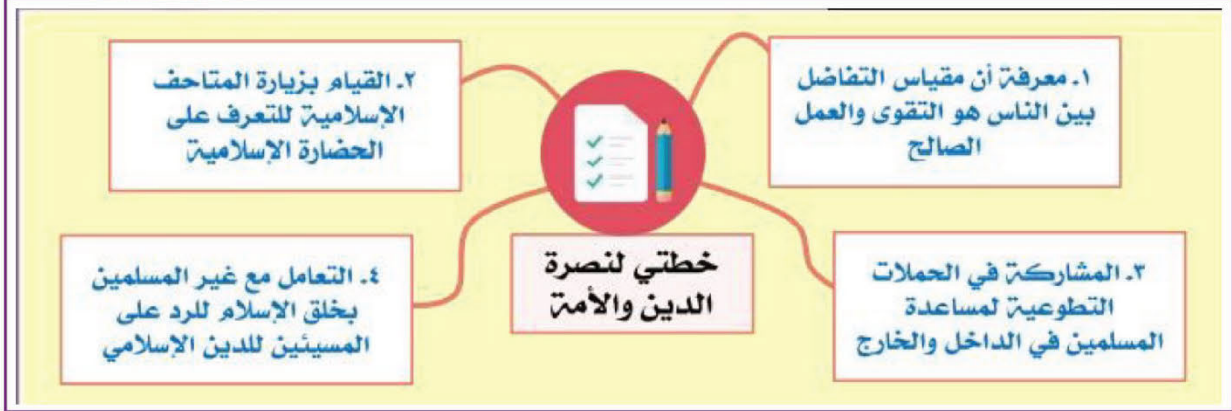 ١. معرفة أن مقياس التفاضل
بين الناس هو التقوى والعمل
الصالح
٢. القيام بزيارة المتاحف
الإسلامية للتعرف على
الحضارة الإسلامية
٣. المشاركة في الحملات
التطوعية لمساعدة
المسلمين في الداخل والخارج
٤. التعامل مع غير المسلمين
بخلق الإسلام للرد على
المسيئين للدين الإسلامي
خطتي لنصرة
الدين والأمة